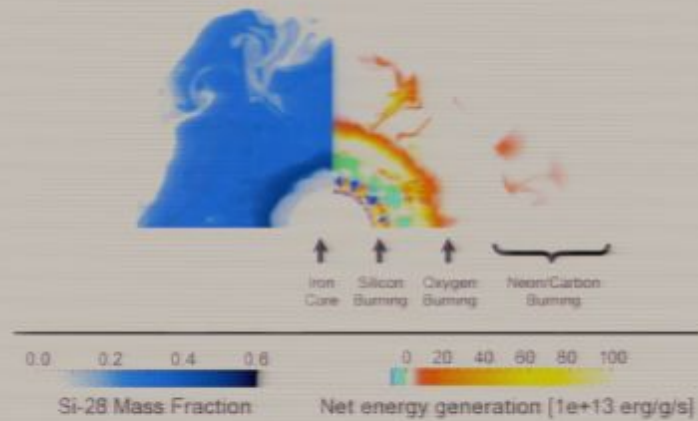 Iron Silicon Oxygen Neon/Carbon
Core Burning Burning Burning
0.0 0.2 0.4 0.6
0 20 40 60 80 100
Si-28 Mass Fraction Net energy generation [1e+13 erg/g/s]